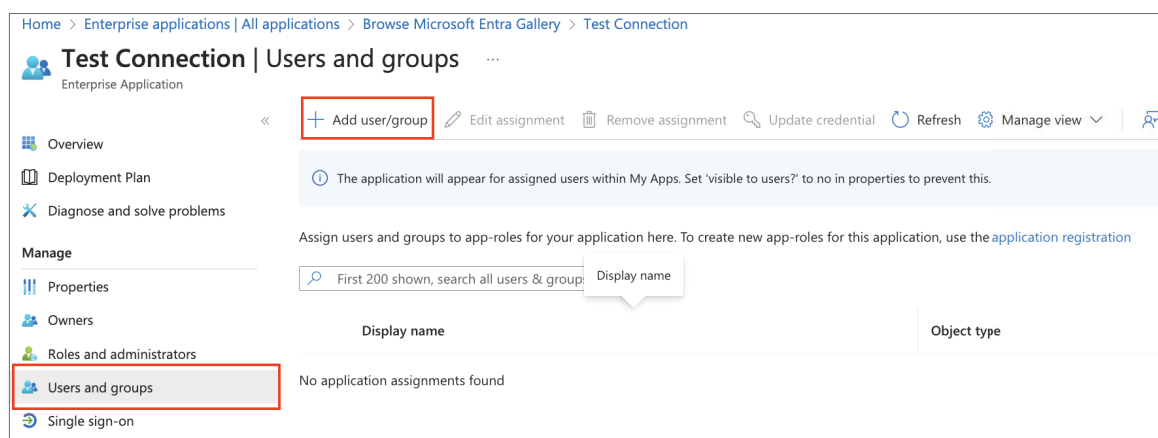 Home > Enterprise applications | All applications > Browse Microsoft Entra Gallery > Test Connection
Test Connection | Users and groups ...
Enterprise Application
«
+ Add user/group Edit assignment Remove assignment Update credential Refresh Manage view
Overview
Deployment Plan
Diagnose and solve problems
Manage
Properties
Owners
Roles and administrators
Users and groups
Single sign-on
The application will appear for assigned users within My Apps. Set 'visible to users?' to no in properties to prevent this.
Assign users and groups to app-roles for your application here. To create new app-roles for this application, use the application registration
First 200 shown, search all users & group
Display name
Display name Object type
No application assignments found